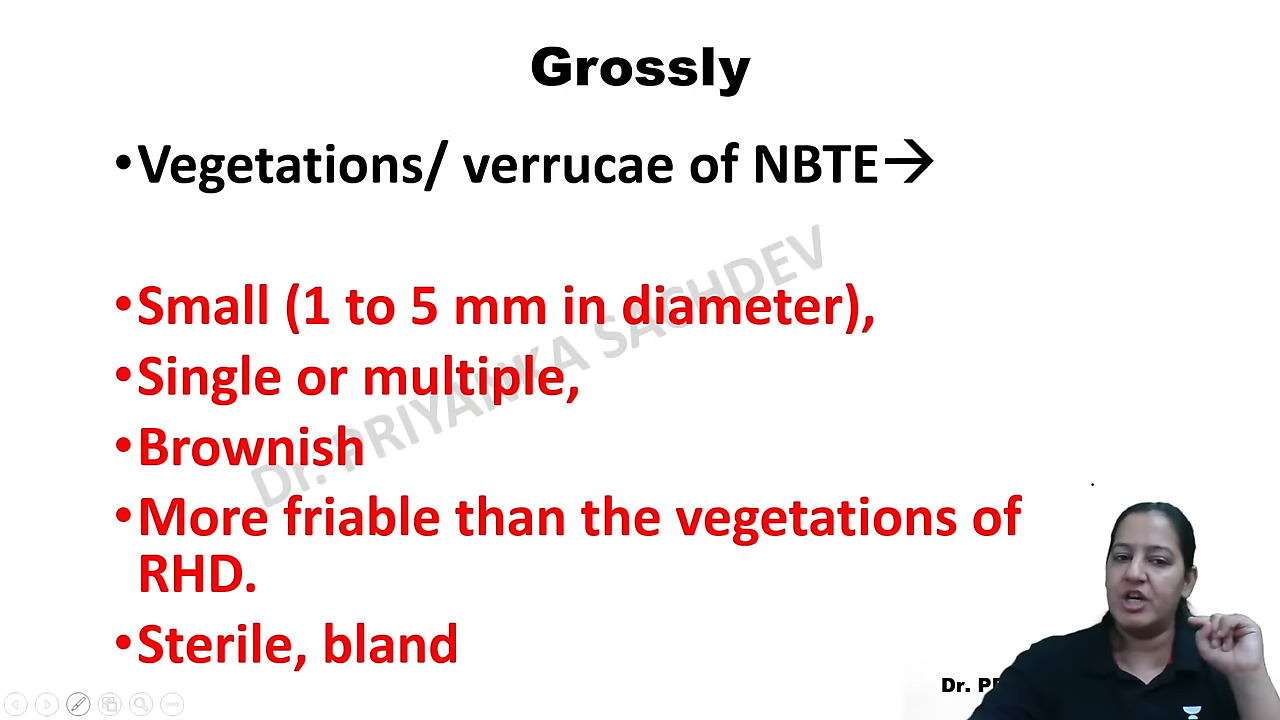 Grossly
•Vegetations/ verrucae of NBTE→
•Small (1 to 5 mm in diameter),
•Single or multiple,
•Brownish
•More friable than the vegetations of
RHD.
•Sterile, bland
Dr. PRIYANKA SACHDEV
Dr.